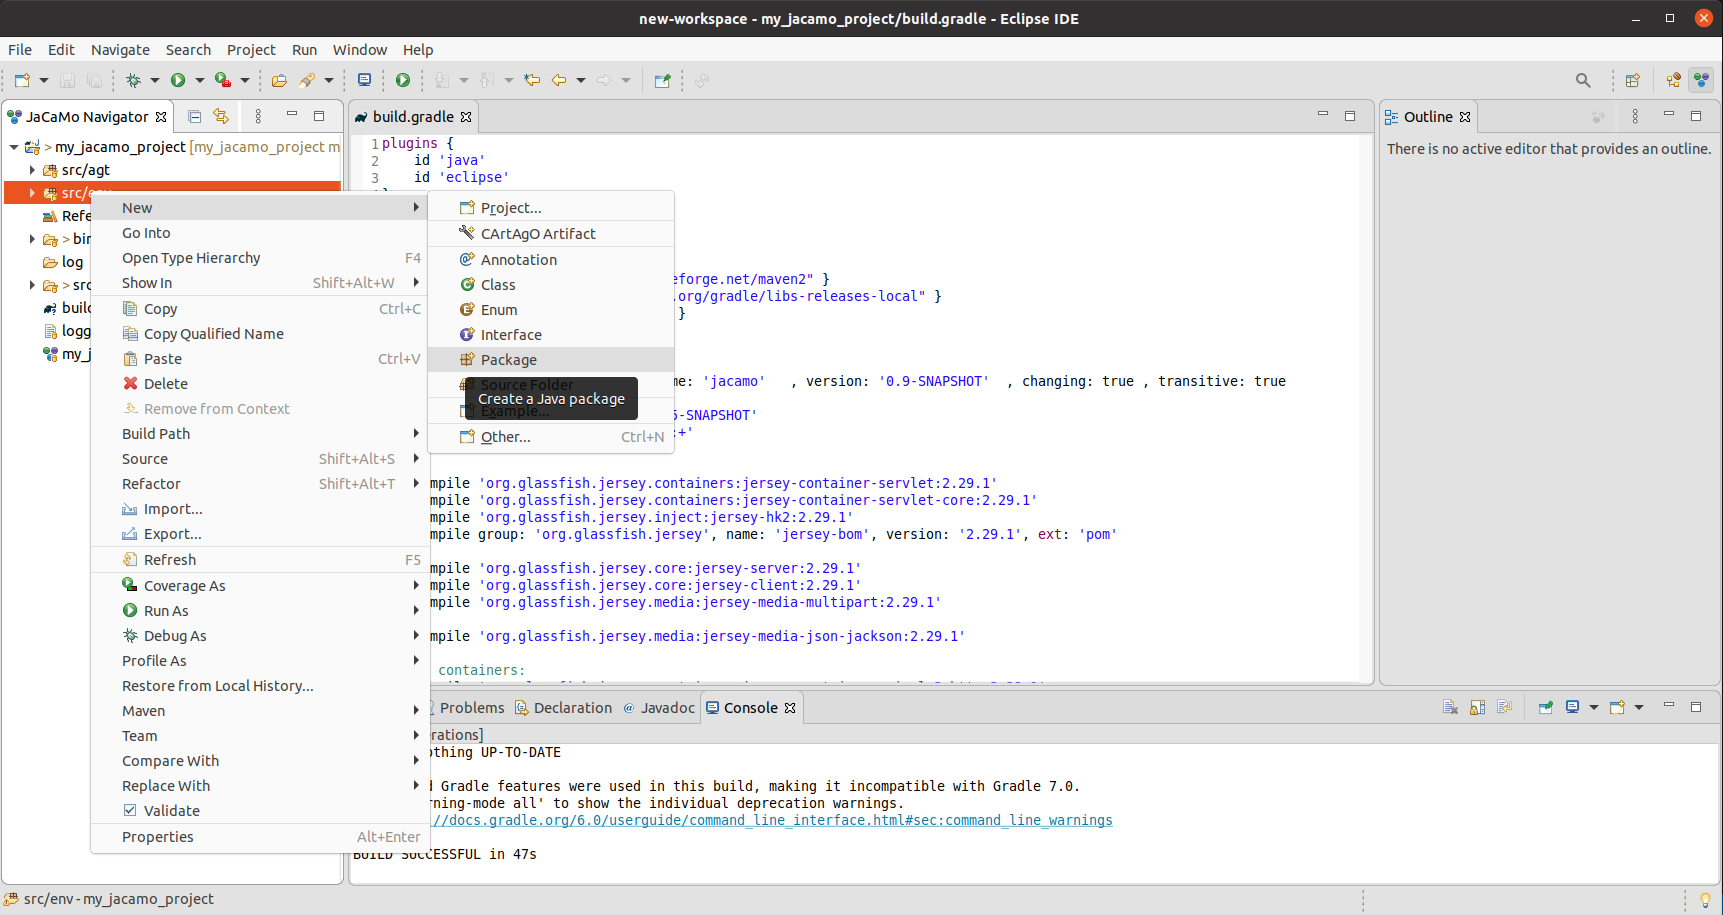 new-workspace - my_jacamo_project/build.gradle - Eclipse IDE
File Edit Navigate Search Project Run Window Help
JaCaMo Navigator
build.gradle
Outline
> my_jacamo_project [my_jacamo_project m
src/agt
src/env
Refe
> bin
log
> src
build
logg
my_j
New
Go Into
Open Type Hierarchy F4
Show In Shift+Alt+W
Copy Ctrl+C
Copy Qualified Name
Paste Ctrl+V
Delete
Remove from Context
Build Path
Source Shift+Alt+S
Refactor Shift+Alt+T
Import...
Export...
Refresh F5
Coverage As
Run As
Debug As
Profile As
Restore from Local History...
Maven
Team
Compare With
Replace With
Validate
Properties Alt+Enter
Project...
CArtAgO Artifact
Annotation
Class
Enum
Interface
Package
Source Folder
Create a Java package
Example...
Other... Ctrl+N
1 plugins {
2 id 'java'
3 id 'eclipse'
eforge.net/maven2" }
.org/gradle/libs-releases-local" }
}
me: 'jacamo' , version: '0.9-SNAPSHOT' , changing: true , transitive: true
-SNAPSHOT'
:+'
mpile 'org.glassfish.jersey.containers:jersey-container-servlet:2.29.1'
mpile 'org.glassfish.jersey.containers:jersey-container-servlet-core:2.29.1'
mpile 'org.glassfish.jersey.inject:jersey-hk2:2.29.1'
mpile group: 'org.glassfish.jersey', name: 'jersey-bom', version: '2.29.1', ext: 'pom'
mpile 'org.glassfish.jersey.core:jersey-server:2.29.1'
mpile 'org.glassfish.jersey.core:jersey-client:2.29.1'
mpile 'org.glassfish.jersey.media:jersey-media-multipart:2.29.1'
mpile 'org.glassfish.jersey.media:jersey-media-json-jackson:2.29.1'
containers:
There is no active editor that provides an outline.
Problems Declaration Javadoc Console
erations]
othing UP-TO-DATE
d Gradle features were used in this build, making it incompatible with Gradle 7.0.
rning-mode all' to show the individual deprecation warnings.
://docs.gradle.org/6.0/userguide/command_line_interface.html#sec:command_line_warnings
BUILD SUCCESSFUL in 47s
src/env - my_jacamo_project